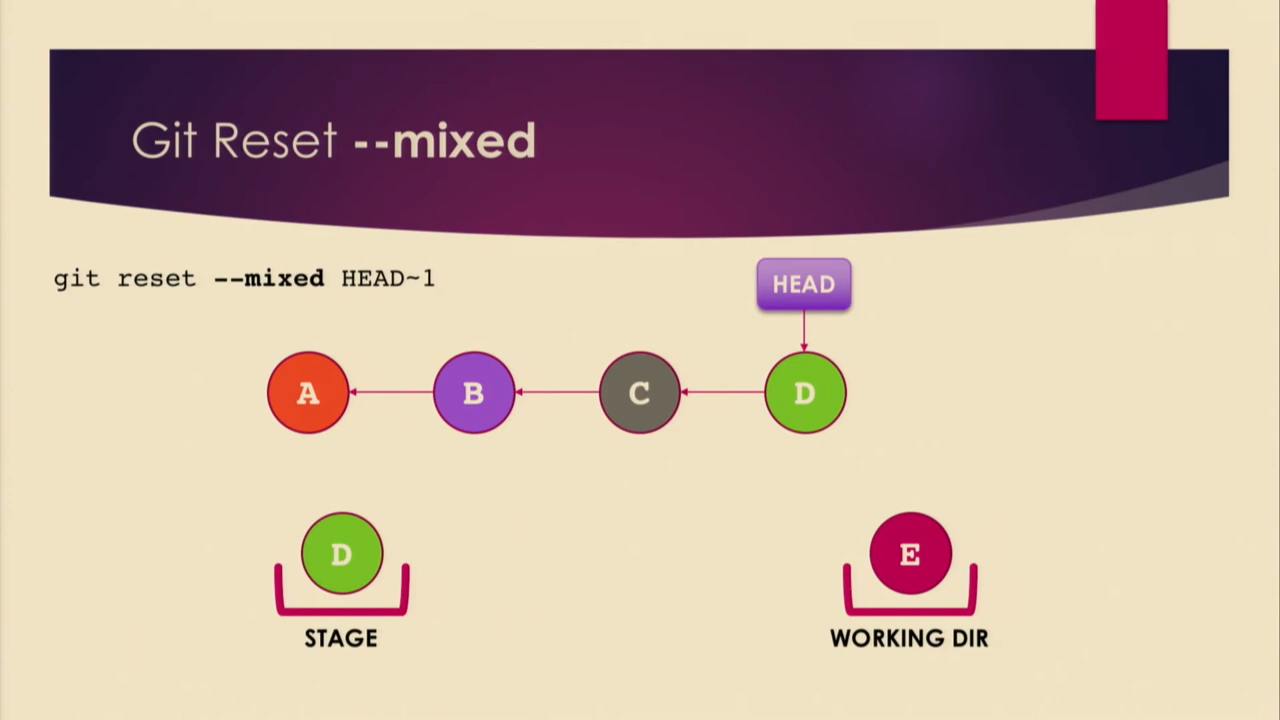 Git Reset --mixed
git reset --mixed HEAD~1
HEAD
A B C D
D E
STAGE WORKING DIR